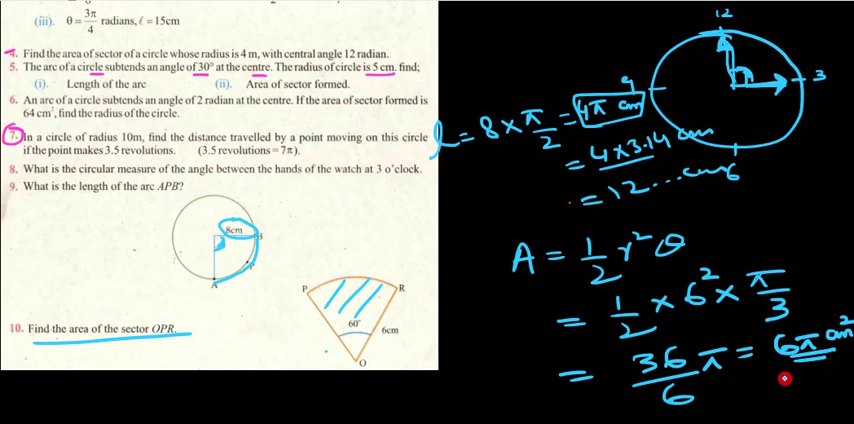 (iii). θ = 3π/4 radians, ℓ = 15cm
4. Find the area of sector of a circle whose radius is 4 m, with central angle 12 radian.
5. The arc of a circle subtends an angle of 30° at the centre. The radius of circle is 5 cm. find;
(i). Length of the arc (ii). Area of sector formed.
6. An arc of a circle subtends an angle of 2 radian at the centre. If the area of sector formed is
64 cm², find the radius of the circle.
7. In a circle of radius 10m, find the distance travelled by a point moving on this circle
if the point makes 3.5 revolutions. (3.5 revolutions = 7π).
8. What is the circular measure of the angle between the hands of the watch at 3 o'clock.
9. What is the length of the arc APB?
8cm
B
P
A
10. Find the area of the sector OPR.
P
R
60°
6cm
O
12
9
3
6
l = 8 × π/2 = 4π cm
= 4 × 3.14 cm
= 12... cm
A = 1/2 r² θ
= 1/2 × 6² × π/3
= 36/6 π = 6π cm²